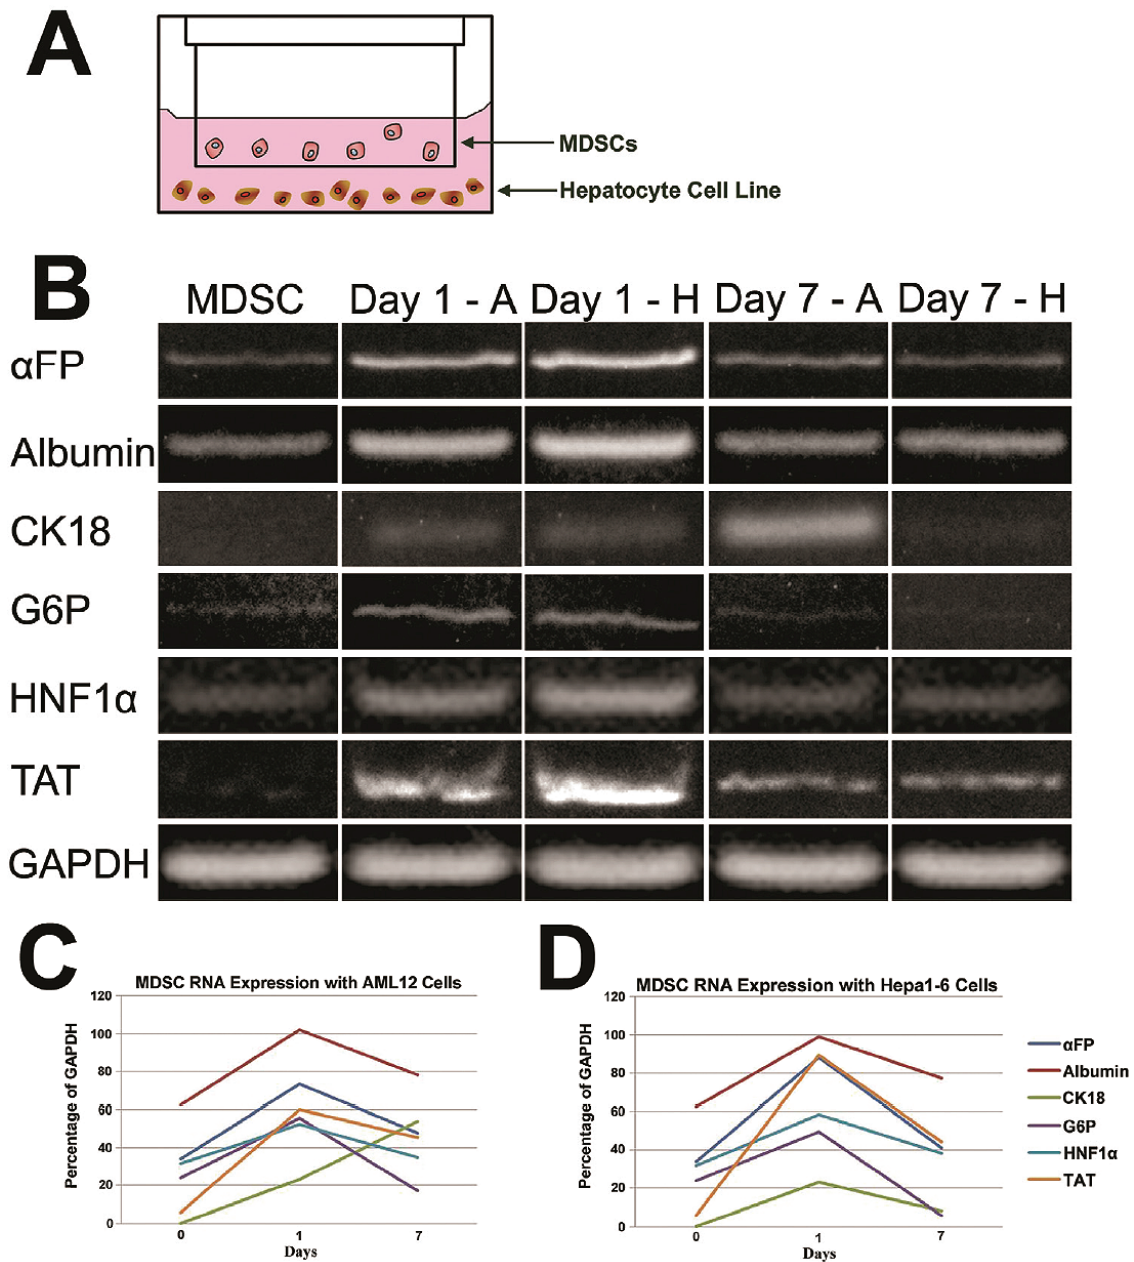 A
MDSCs
Hepatocyte Cell Line
B
MDSC Day 1 - A Day 1 - H Day 7 - A Day 7 - H
αFP
Albumin
CK18
G6P
HNF1α
TAT
GAPDH
C
MDSC RNA Expression with AML12 Cells
Percentage of GAPDH
120
100
80
60
40
20
0
0 1 7
Days
D
MDSC RNA Expression with Hepa1-6 Cells
Percentage of GAPDH
120
100
80
60
40
20
0
0 1 7
Days
αFP
Albumin
CK18
G6P
HNF1α
TAT